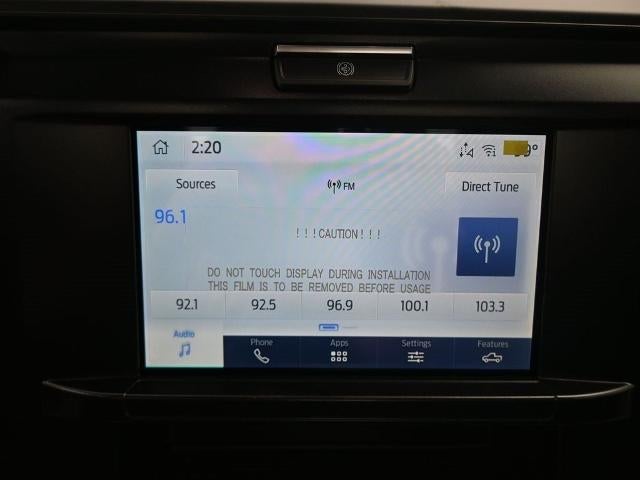 2:20
Sources
FM
Direct Tune
96.1
!!!CAUTION!!!
DO NOT TOUCH DISPLAY DURING INSTALLATION
THIS FILM IS TO BE REMOVED BEFORE USAGE
92.1 92.5 96.9 100.1 103.3
Audio Phone Apps Settings Features